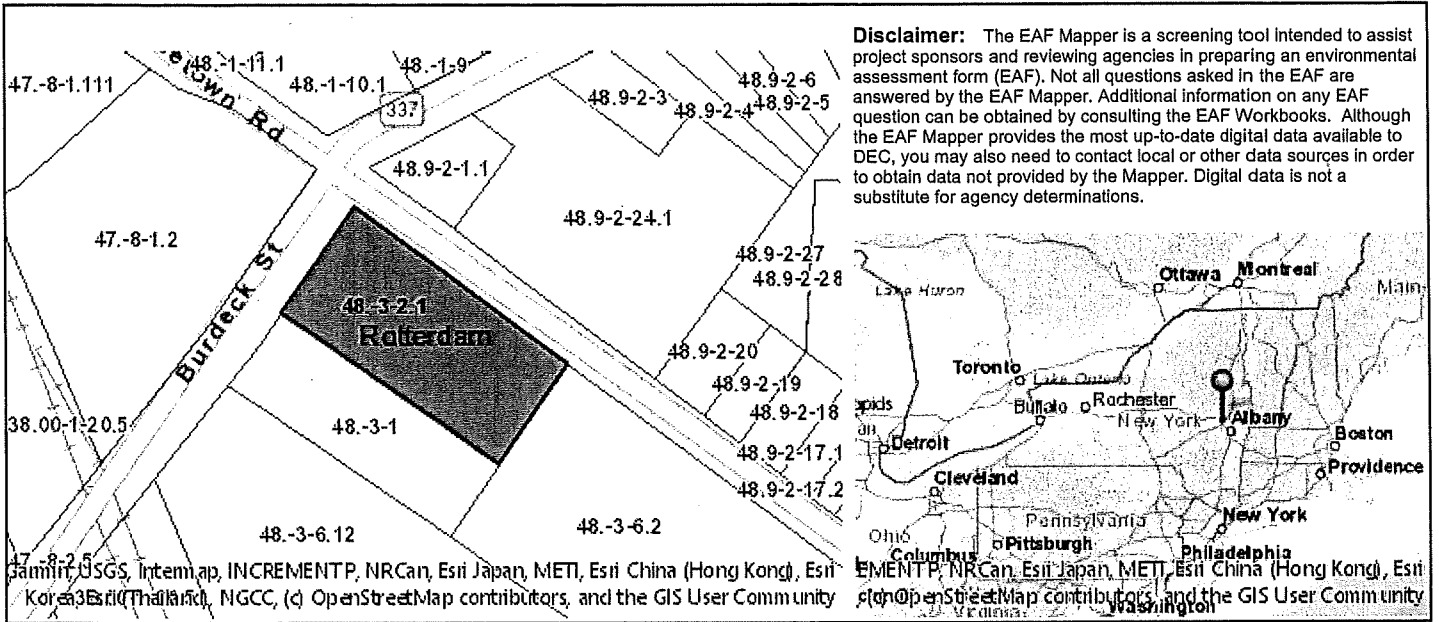 Disclaimer: The EAF Mapper is a screening tool intended to assist
project sponsors and reviewing agencies in preparing an environmental
assessment form (EAF). Not all questions asked in the EAF are
answered by the EAF Mapper. Additional information on any EAF
question can be obtained by consulting the EAF Workbooks. Although
the EAF Mapper provides the most up-to-date digital data available to
DEC, you may also need to contact local or other data sources in order
to obtain data not provided by the Mapper. Digital data is not a
substitute for agency determinations.
47.-8-1.111
48.-1-11.1
48.-1-10.1
48.-1-9
337
etown Rd
48.9-2-3
48.9-2-4
48.9-2-6
48.9-2-5
48.9-2-1.1
48.9-2-24.1
47.-8-1.2
48.9-2-27
48.9-2-28
Burdeck St
48.-3-2.1
Rotterdam
48.9-2-20
48.9-2-19
48.9-2-18
48.9-2-17.1
48.9-2-17.2
38.00-1-20.5
48.-3-1
48.-3-6.12
48.-3-6.2
47.-8-2.5
Garmin, USGS, Intermap, INCREMENT P, NRCan, Esri Japan, METI, Esri China (Hong Kong), Esri
Korea, Esri (Thailand), NGCC, (c) OpenStreetMap contributors, and the GIS User Community
Ottawa
Montreal
Main
Lake Huron
Toronto
Lake Ontario
apids
Buffalo
Rochester
New York
Albany
Detroit
Boston
Providence
Cleveland
Pennsylvania
New York
Ohio
Columbus
Pittsburgh
Philadelphia
EMENT P, NRCan, Esri Japan, METI, Esri China (Hong Kong), Esri
(c) OpenStreetMap contributors, and the GIS User Community
Virginia
Washington